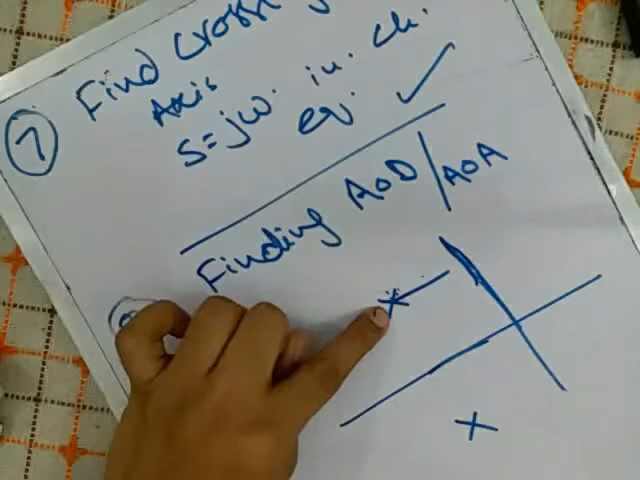 7 Find Cross
Axis
S=jω. in. ch.
eq.
Finding AOD/AOA